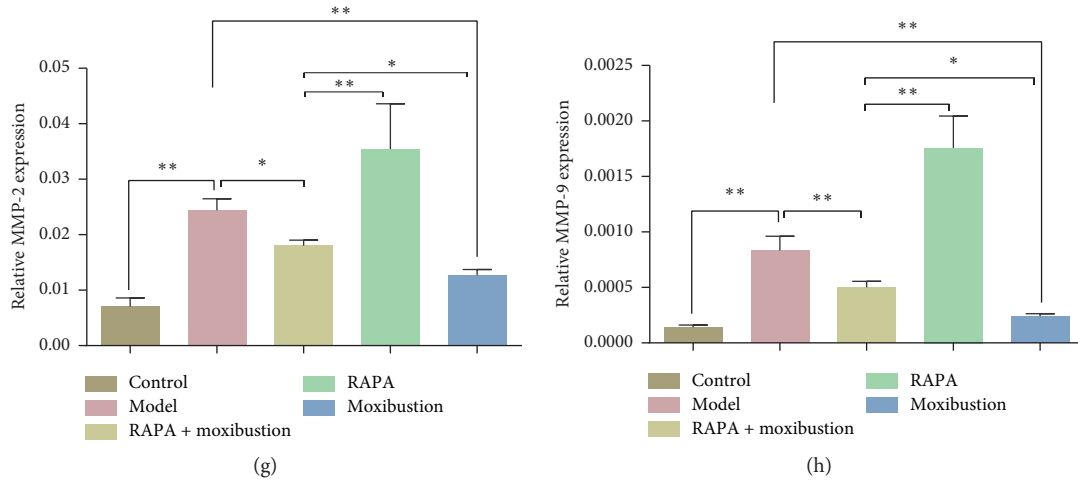 **
*
**
**
*
0.05
0.04
0.03
0.02
0.01
0.00
Relative MMP-2 expression
Control
Model
RAPA + moxibustion
RAPA
Moxibustion
(g)
**
*
**
**
**
0.0025
0.0020
0.0015
0.0010
0.0005
0.0000
Relative MMP-9 expression
Control
Model
RAPA + moxibustion
RAPA
Moxibustion
(h)